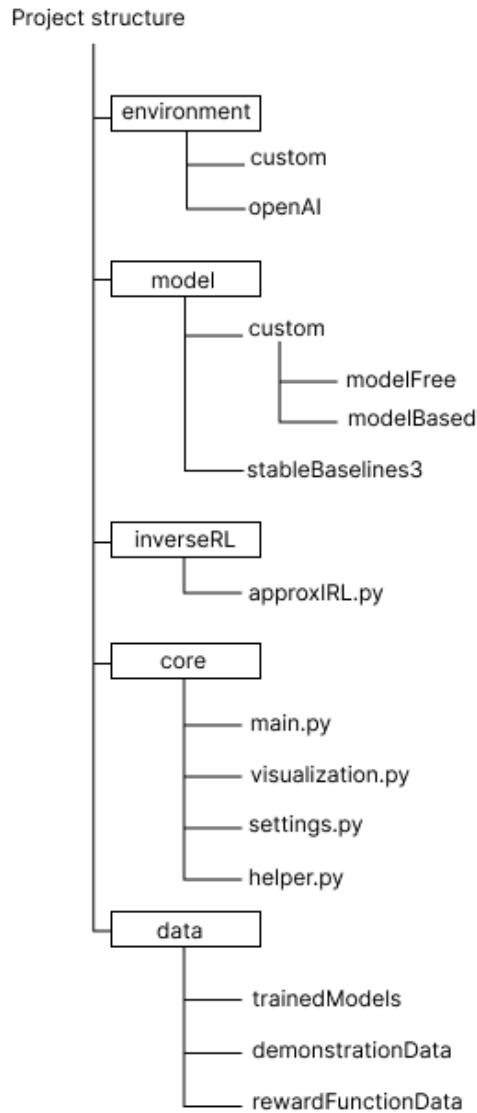 Project structure
environment
custom
openAI
model
custom
modelFree
modelBased
stableBaselines3
inverseRL
approxIRL.py
core
main.py
visualization.py
settings.py
helper.py
data
trainedModels
demonstrationData
rewardFunctionData